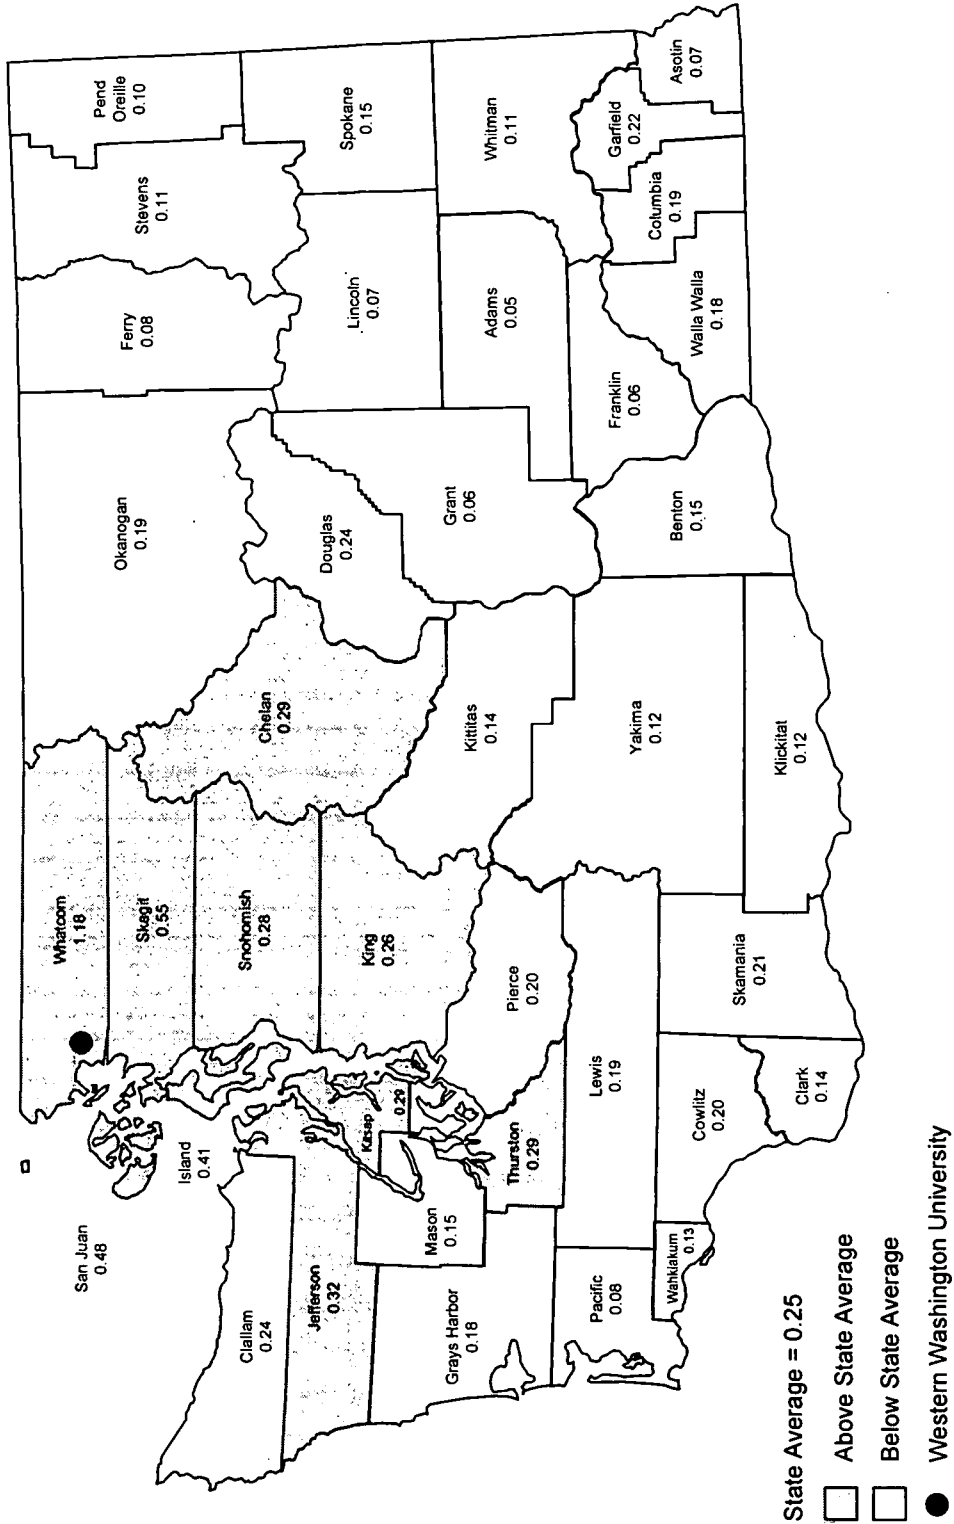 San Juan
0.48
Island
0.41
Whatcom
1.18
Skagit
0.55
Snohomish
0.28
King
0.26
Chelan
0.29
Okanogan
0.19
Ferry
0.08
Stevens
0.11
Pend
Oreille
0.10
Clallam
0.24
Jefferson
0.32
Kitsap
0.29
Douglas
0.24
Lincoln
0.07
Spokane
0.15
Grays Harbor
0.18
Mason
0.15
Thurston
0.29
Pierce
0.20
Kittitas
0.14
Grant
0.06
Adams
0.05
Whitman
0.11
Pacific
0.08
Lewis
0.19
Yakima
0.12
Benton
0.15
Franklin
0.06
Walla Walla
0.18
Columbia
0.19
Garfield
0.22
Asotin
0.07
Wahkiakum
0.13
Cowlitz
0.20
Clark
0.14
Skamania
0.21
Klickitat
0.12
State Average = 0.25
Above State Average
Below State Average
Western Washington University